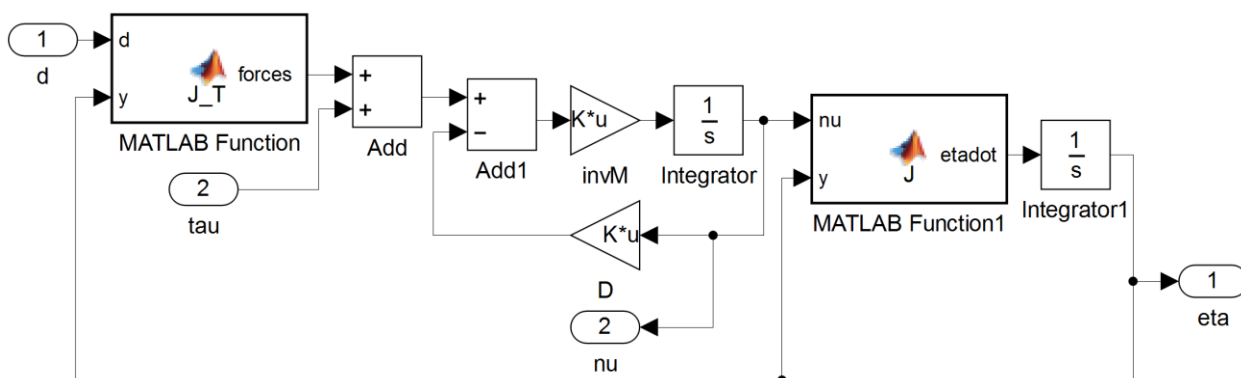 1
d
d
y
forces
J_T
MATLAB Function
2
tau
+
+
Add
+
−
Add1
K*u
invM
1
s
Integrator
K*u
D
2
nu
nu
y
etadot
J
MATLAB Function1
1
s
Integrator1
1
eta